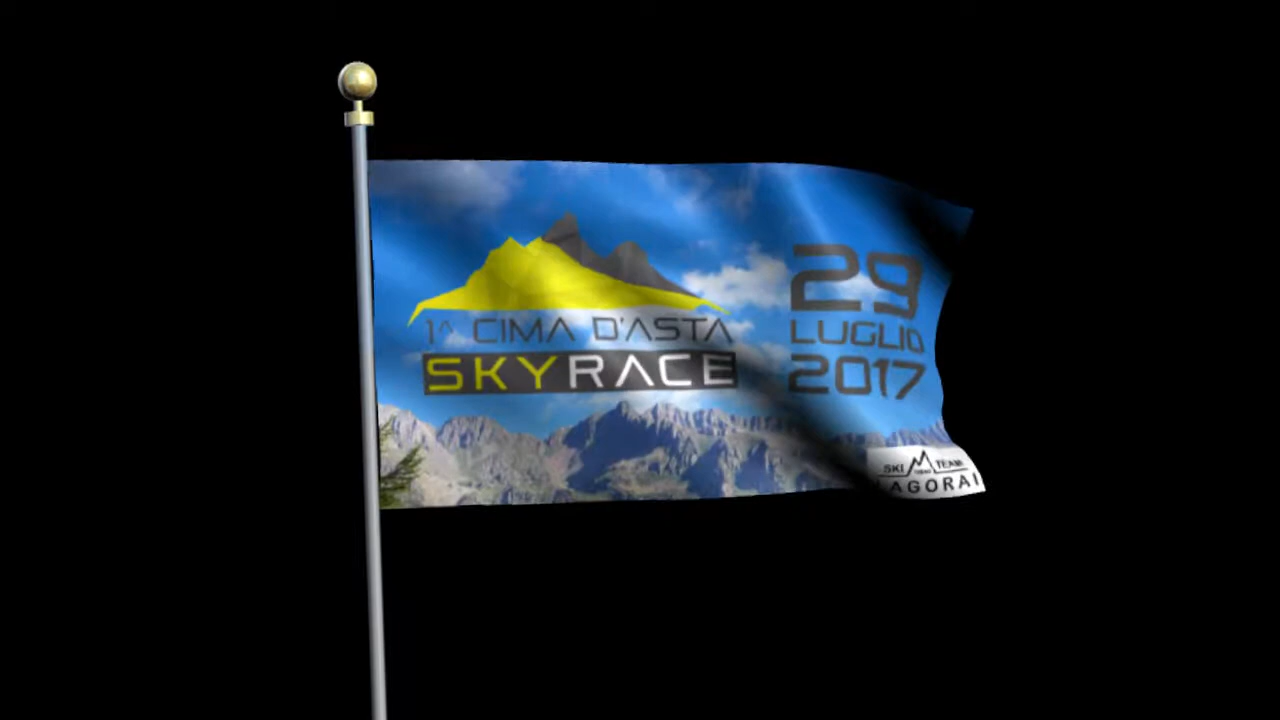 1^ CIMA D'ASTA
SKYRACE
29
LUGLIO
2017
SKI TEAM
LAGORAI